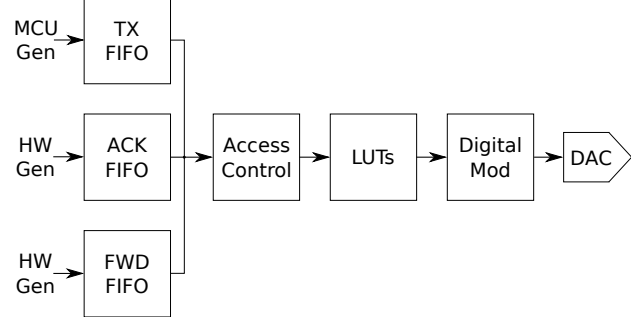 MCU
Gen
TX
FIFO
HW
Gen
ACK
FIFO
Access
Control
LUTs
Digital
Mod
DAC
HW
Gen
FWD
FIFO